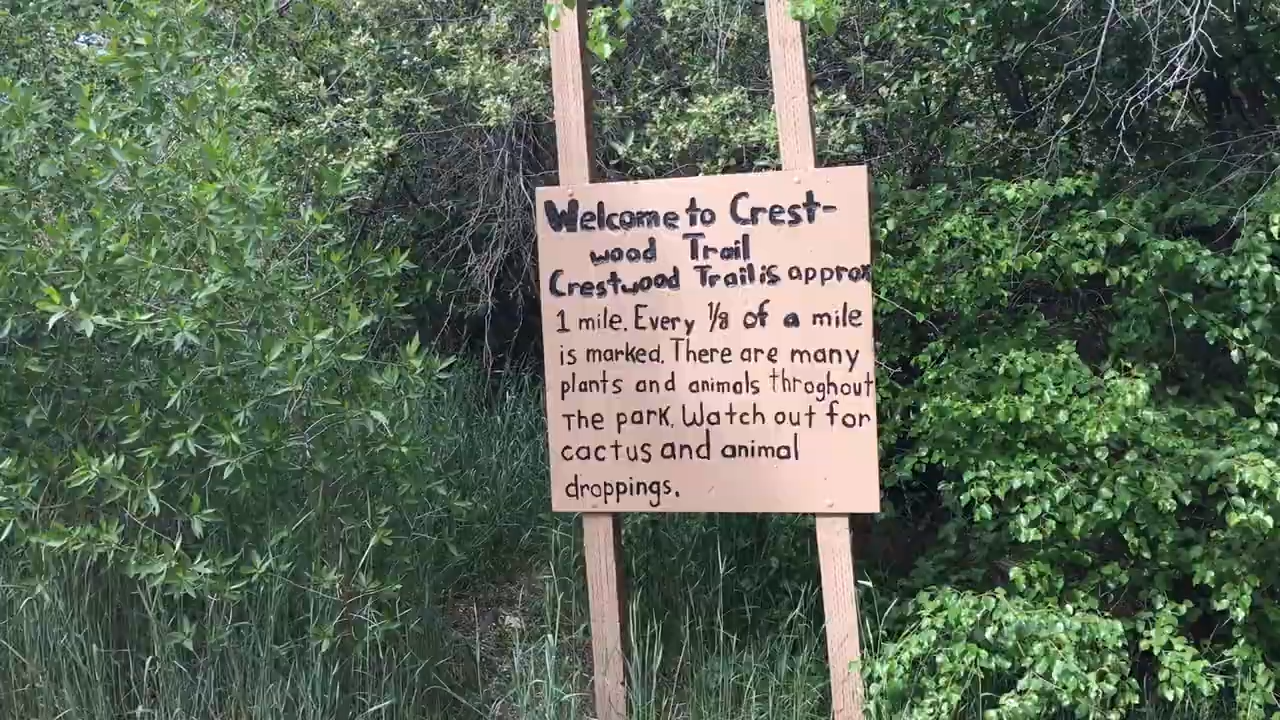 Welcome to Crest-
wood Trail
Crestwood Trail is approx
1 mile. Every 1/8 of a mile
is marked. There are many
plants and animals throghout
The park. Watch out for
cactus and animal
droppings.